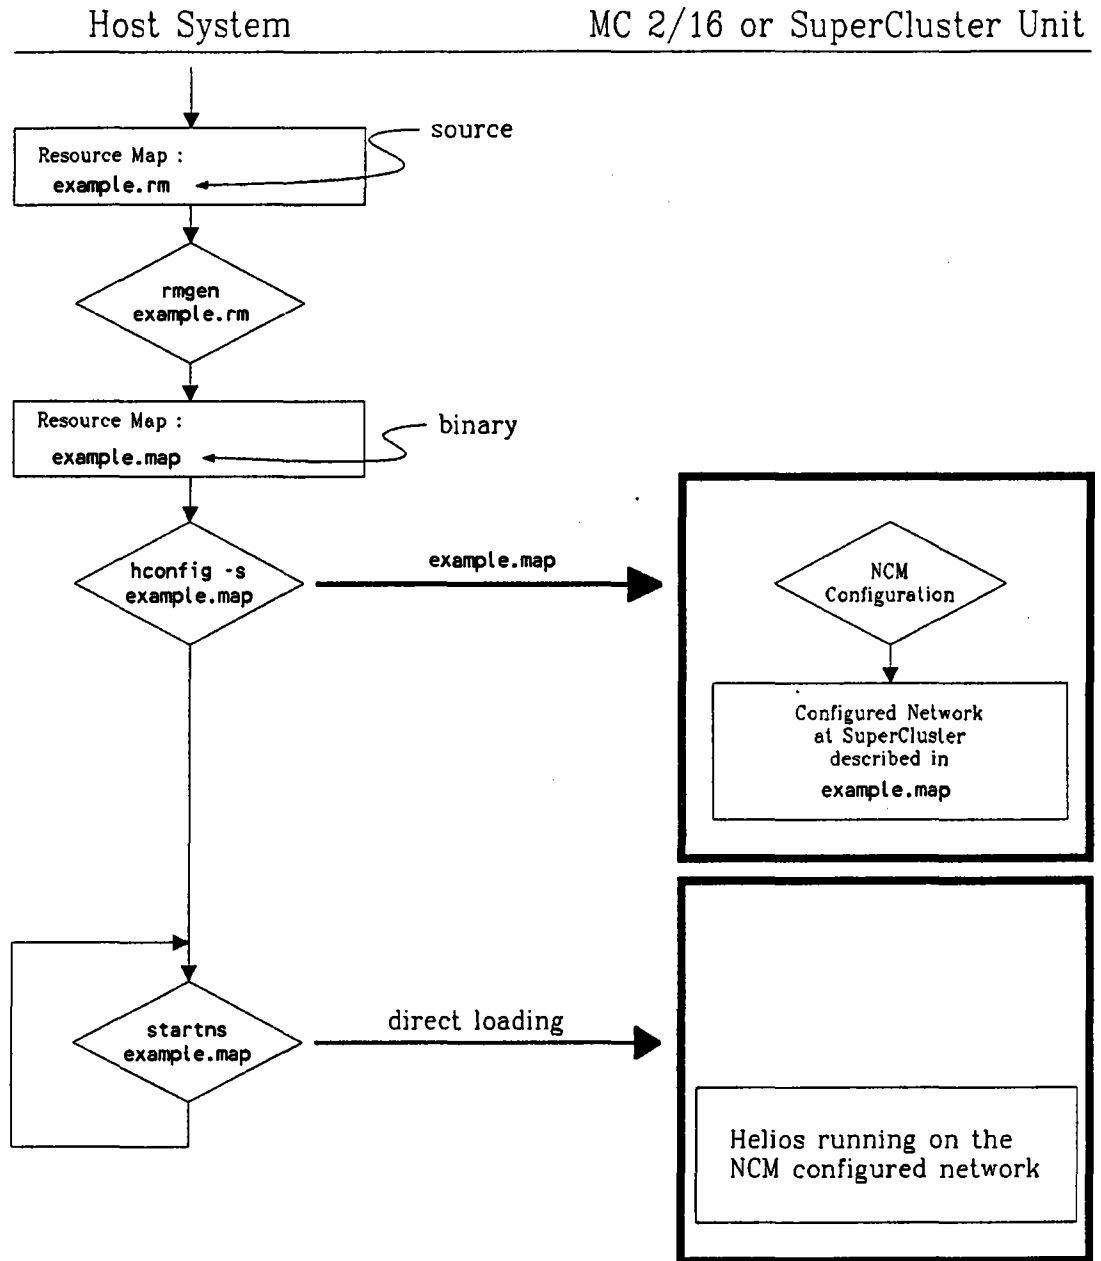 Host System
MC 2/16 or SuperCluster Unit
source
Resource Map :
example.rm
rmgen
example.rm
Resource Map :
binary
example.map
hconfig -s
example.map
example.map
NCM
Configuration
Configured Network
at SuperCluster
described in
example.map
startns
example.map
direct loading
Helios running on the
NCM configured network